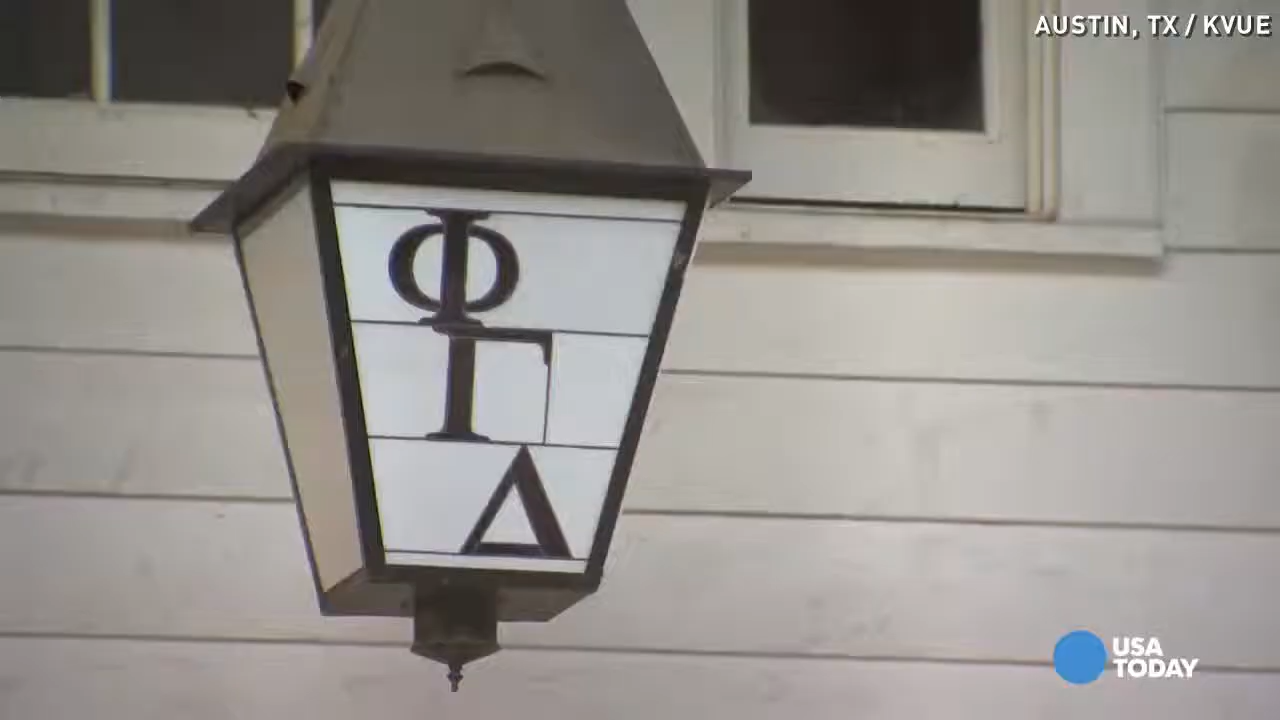 AUSTIN, TX / KVUE
Φ
Γ
Δ
USA
TODAY